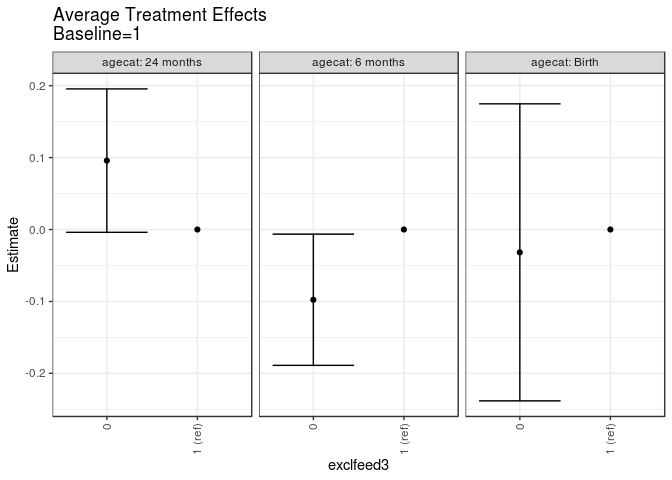 Average Treatment Effects
Baseline=1
agecat: 24 months
agecat: 6 months
agecat: Birth
Estimate
0.2
0.1
0.0
-0.1
-0.2
0
1 (ref)
0
1 (ref)
0
1 (ref)
exclfeed3